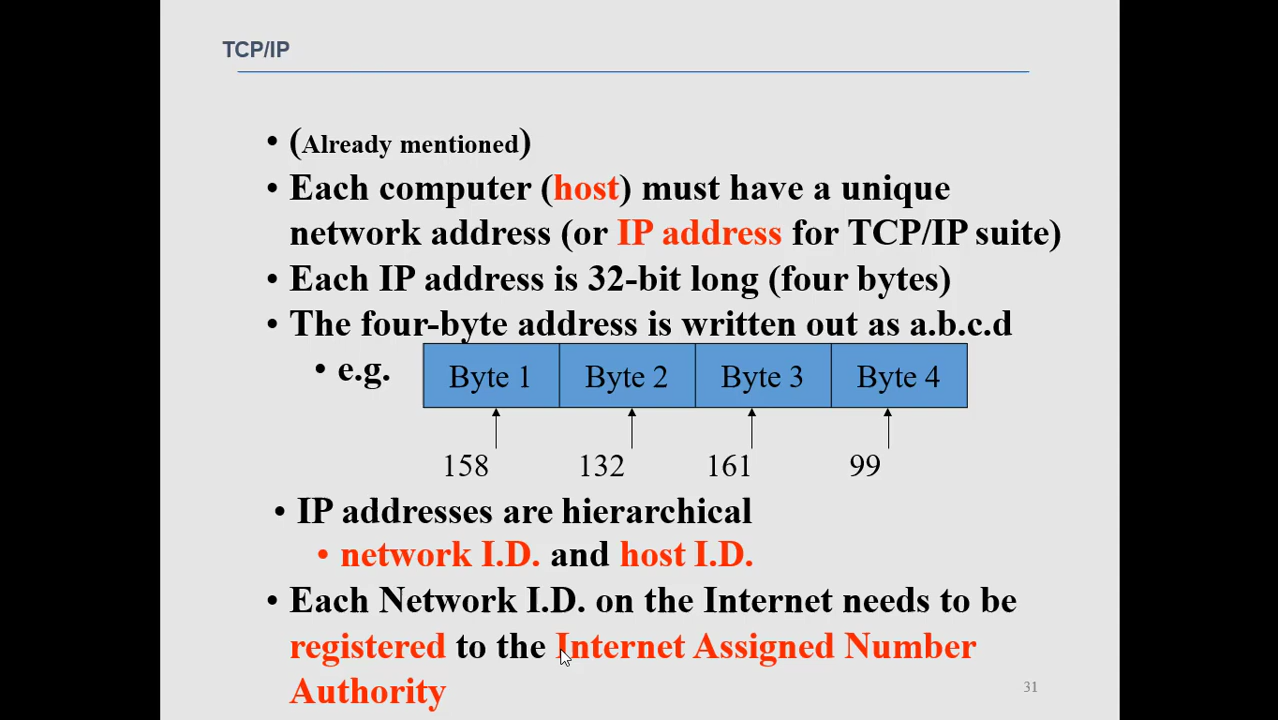 TCP/IP
• (Already mentioned)
• Each computer (host) must have a unique
network address (or IP address for TCP/IP suite)
• Each IP address is 32-bit long (four bytes)
• The four-byte address is written out as a.b.c.d
• e.g. Byte 1 Byte 2 Byte 3 Byte 4
158 132 161 99
• IP addresses are hierarchical
• network I.D. and host I.D.
• Each Network I.D. on the Internet needs to be
registered to the Internet Assigned Number
Authority
31